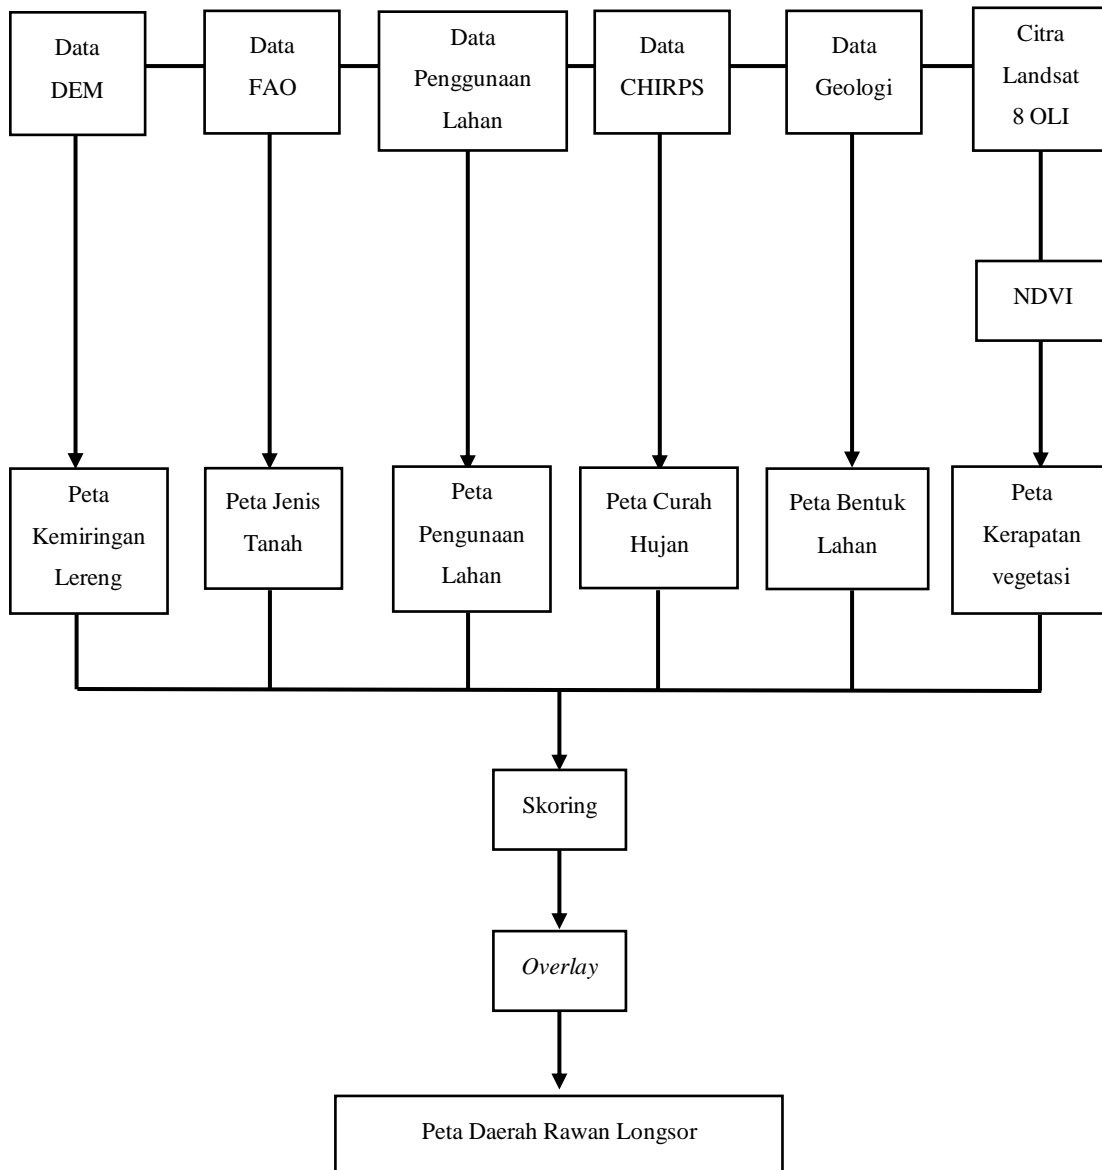 Data
DEM
Data
FAO
Data
Penggunaan
Lahan
Data
CHIRPS
Data
Geologi
Citra
Landsat
8 OLI
NDVI
Peta
Kemiringan
Lereng
Peta Jenis
Tanah
Peta
Pengunaan
Lahan
Peta Curah
Hujan
Peta Bentuk
Lahan
Peta
Kerapatan
vegetasi
Skoring
Overlay
Peta Daerah Rawan Longsor